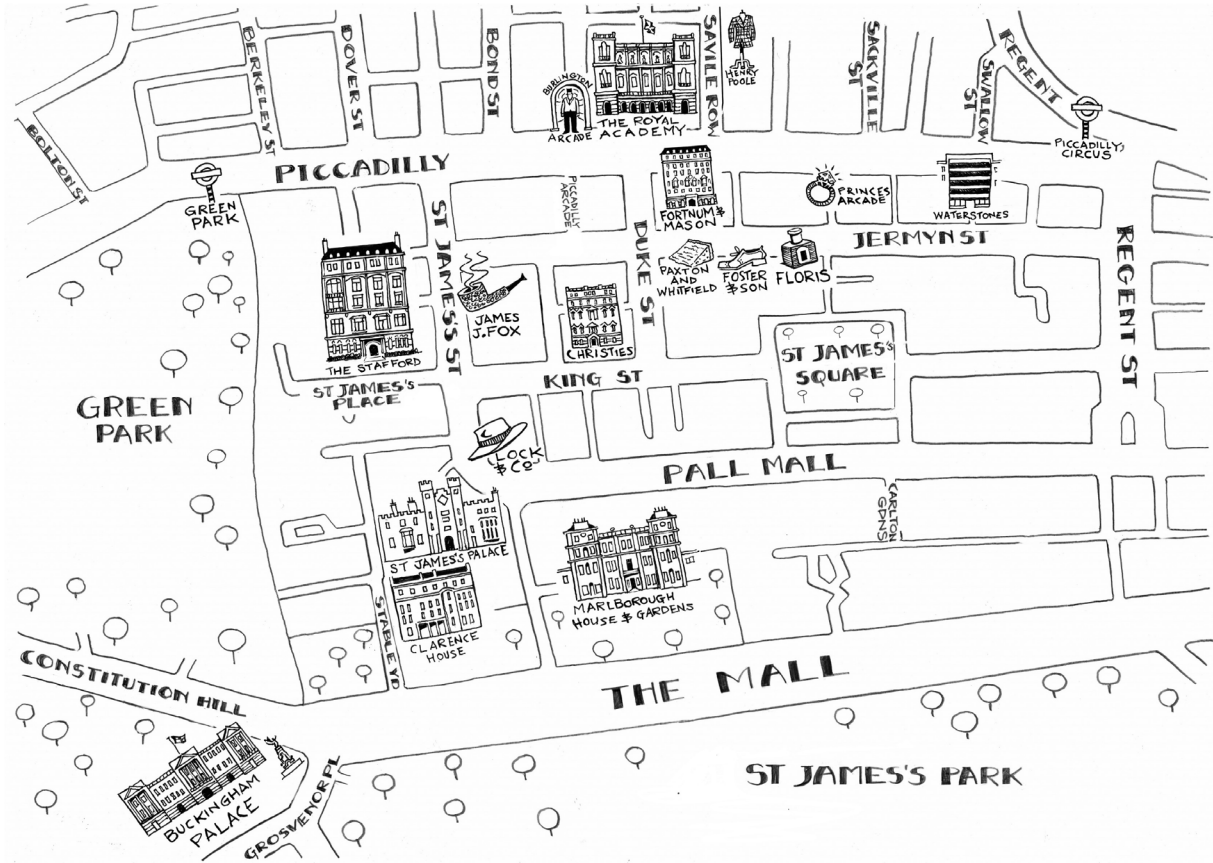 BERKELEY ST
DOVER ST
BOND ST
BURLINGTON
ARCADE
THE ROYAL
ACADEMY
SAVILE ROW
HENRY
POOLE
SACKVILLE
ST
SWALLOW
ST
REGENT
PICCADILLY'S
CIRCUS
BOLTON ST
GREEN
PARK
PICCADILLY
ST JAMES'S ST
PICCADILLY
ARCADE
FORTNUM &
MASON
PRINCES
ARCADE
WATERSTONES
JERMYN ST
DUKE ST
REGENT ST
PAXTON
AND
WHITFIELD
FOSTER
& SON
FLORIS
JAMES
J.FOX
CHRISTIES
THE STAFFORD
ST JAMES'S
PLACE
KING ST
ST JAMES'S
SQUARE
GREEN
PARK
LOCK
& CO
PALL MALL
CARLTON
GDNS
ST JAMES'S PALACE
MARLBOROUGH
HOUSE & GARDENS
CLARENCE
HOUSE
STABLE YD
CONSTITUTION HILL
THE MALL
BUCKINGHAM
PALACE
GROSVENOR PL
ST JAMES'S PARK